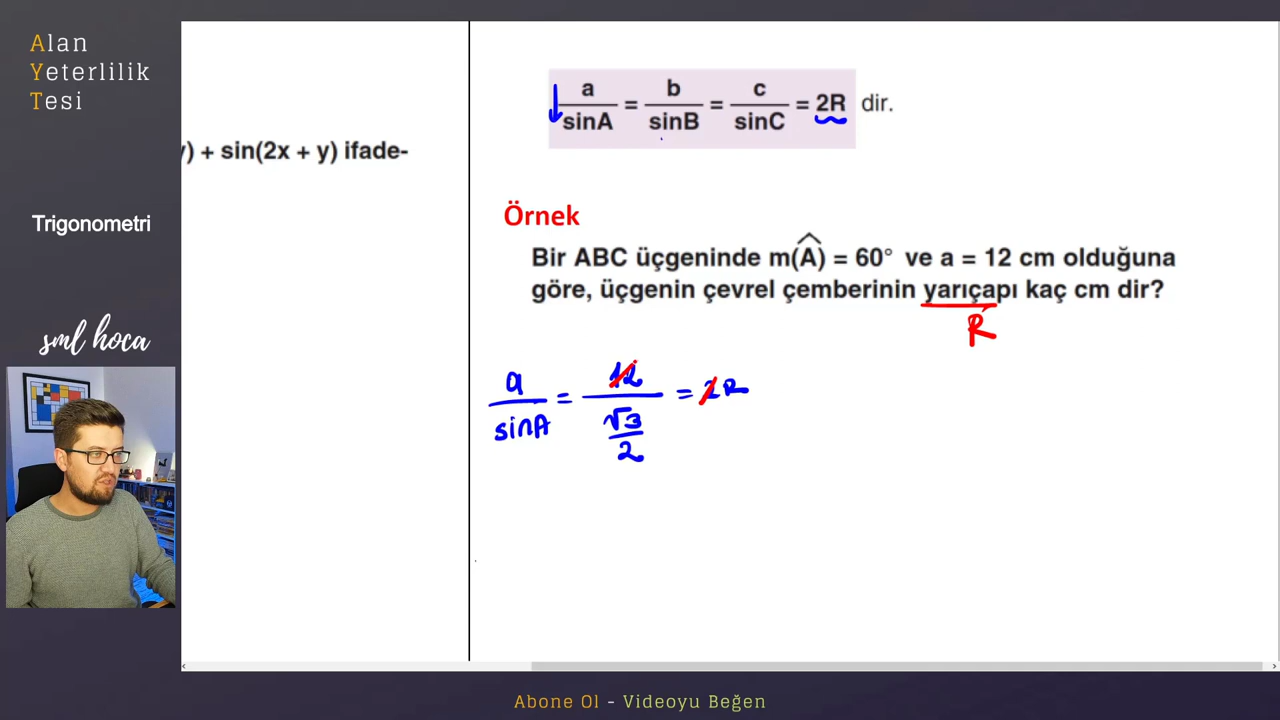 Alan
Yeterlilik
Tesi
Trigonometri
sml hoca
y) + sin(2x + y) ifade-
a/sinA = b/sinB = c/sinC = 2R dir.
Örnek
Bir ABC üçgeninde m(Â) = 60° ve a = 12 cm olduğuna
göre, üçgenin çevrel çemberinin yarıçapı kaç cm dir?
R
a/sinA = 12/(√3/2) = 2R
Abone Ol - Videoyu Beğen